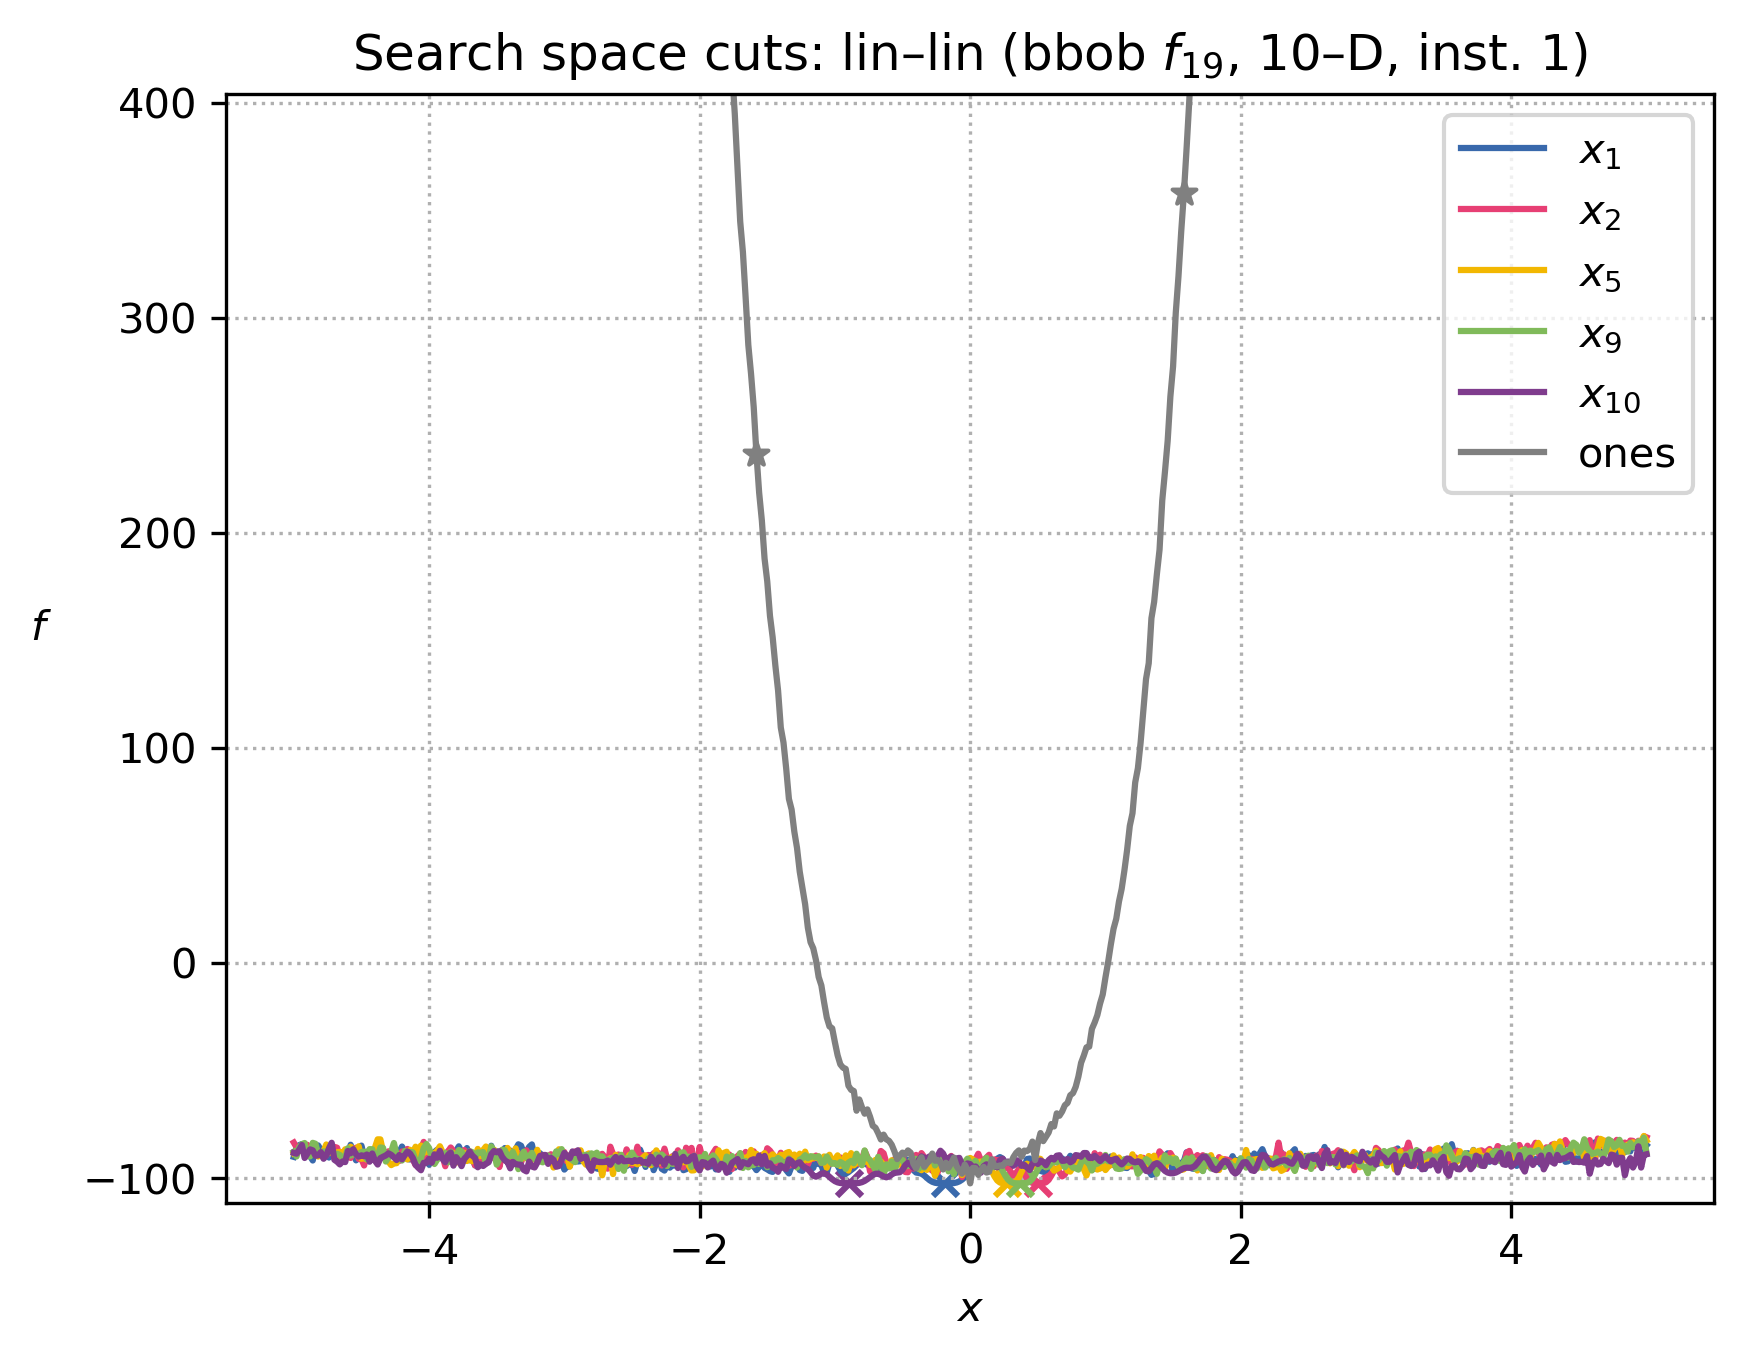 Search space cuts: lin–lin (bbob f₁₉, 10–D, inst. 1)
400
300
200
100
0
−100
f
−4
−2
0
2
4
x
x₁
x₂
x₅
x₉
x₁₀
ones